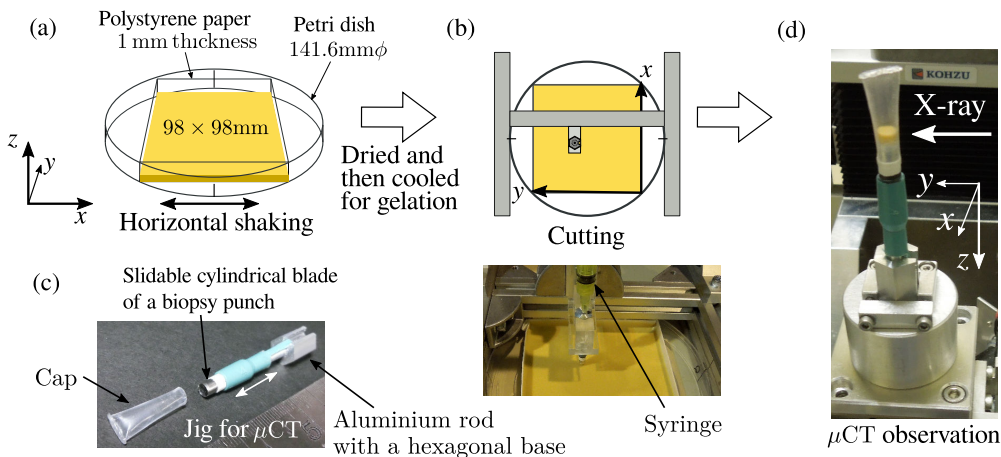 (a)
Polystyrene paper
1 mm thickness
Petri dish
141.6mmϕ
98 × 98mm
z
y
x
Horizontal shaking
Dried and
then cooled
for gelation
(b)
x
y
Cutting
Syringe
(c)
Slidable cylindrical blade
of a biopsy punch
Cap
Jig for μCT
Aluminium rod
with a hexagonal base
(d)
KOHZU
X-ray
y
x
z
μCT observation